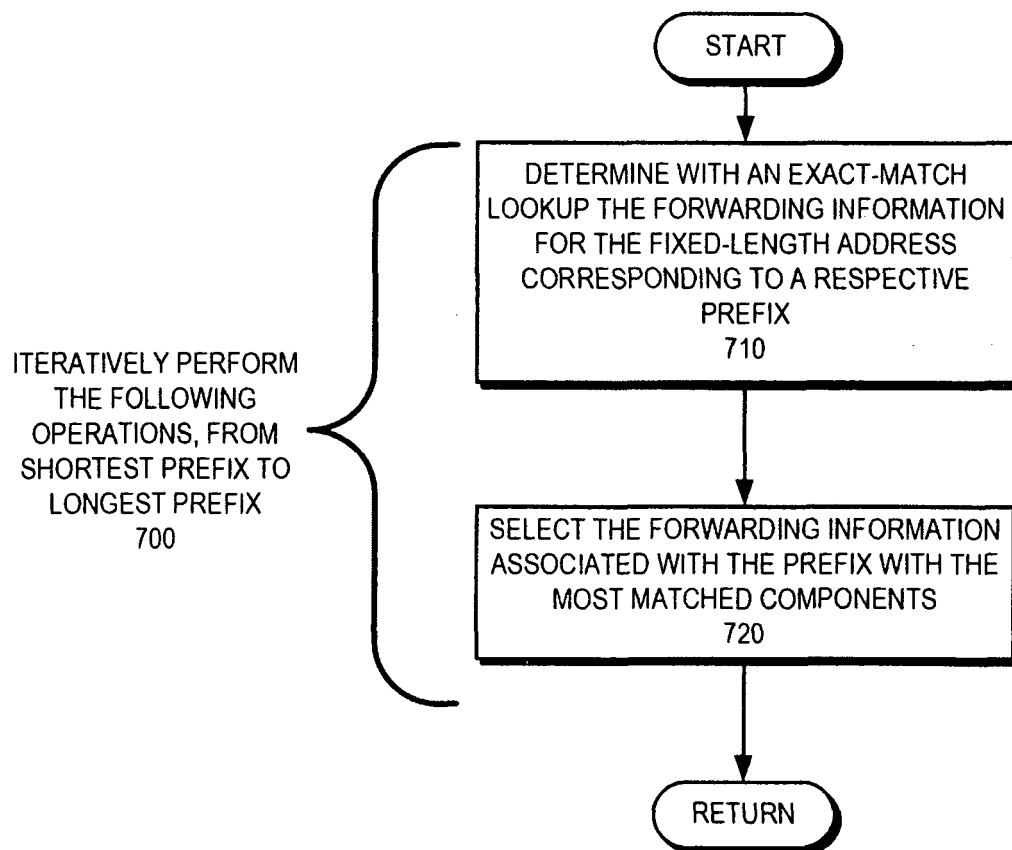 START
DETERMINE WITH AN EXACT-MATCH
LOOKUP THE FORWARDING INFORMATION
FOR THE FIXED-LENGTH ADDRESS
CORRESPONDING TO A RESPECTIVE
PREFIX
710
ITERATIVELY PERFORM
THE FOLLOWING
OPERATIONS, FROM
SHORTEST PREFIX TO
LONGEST PREFIX
700
SELECT THE FORWARDING INFORMATION
ASSOCIATED WITH THE PREFIX WITH THE
MOST MATCHED COMPONENTS
720
RETURN